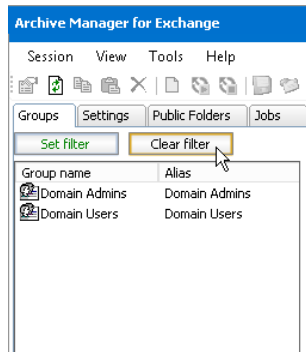 Archive Manager for Exchange
Session View Tools Help
Groups Settings Public Folders Jobs
Set filter Clear filter
Group name Alias
Domain Admins Domain Admins
Domain Users Domain Users